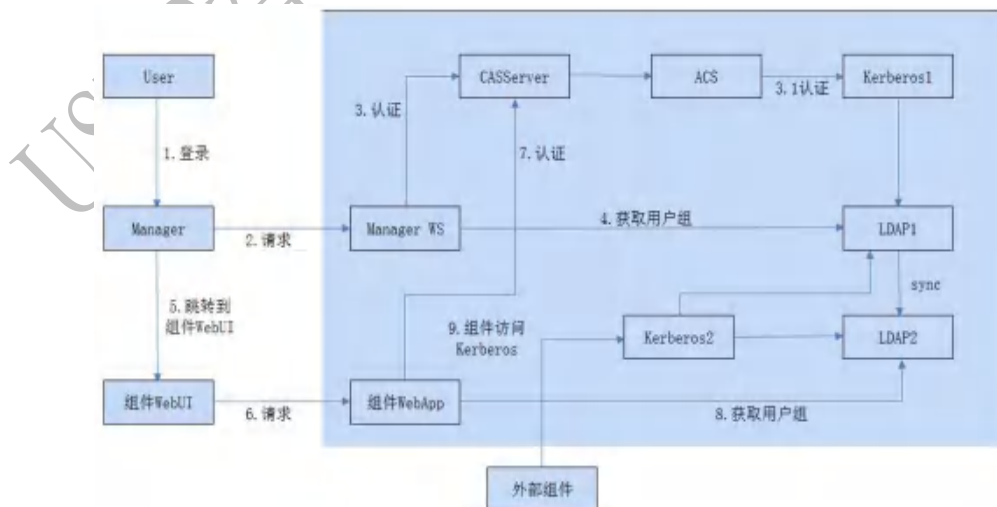 User
CASServer
ACS
Kerberos1
3.1认证
3.认证
1.登录
7.认证
Manager
2.请求
Manager WS
4.获取用户组
LDAP1
sync
5.跳转到
组件WebUI
9.组件访问
Kerberos
Kerberos2
LDAP2
组件WebUI
6.请求
组件WebApp
8.获取用户组
外部组件